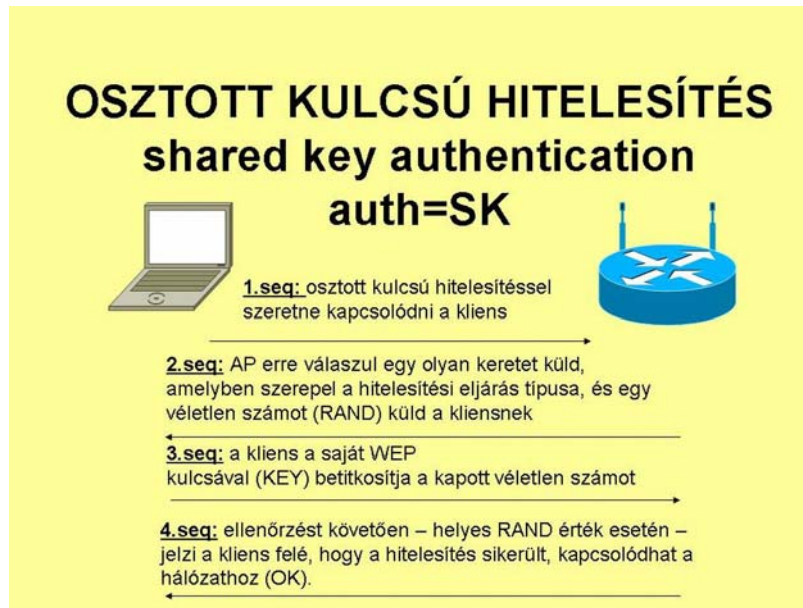 OSZTOTT KULCSÚ HITELESÍTÉS
shared key authentication
auth=SK
1.seq: osztott kulcsú hitelesítéssel
szeretne kapcsolódni a kliens
2.seq: AP erre válaszul egy olyan keretet küld,
amelyben szerepel a hitelesítési eljárás típusa, és egy
véletlen számot (RAND) küld a kliensnek
3.seq: a kliens a saját WEP
kulcsával (KEY) betitkosítja a kapott véletlen számot
4.seq: ellenőrzést követően – helyes RAND érték esetén –
jelzi a kliens felé, hogy a hitelesítés sikerült, kapcsolódhat a
hálózathoz (OK).